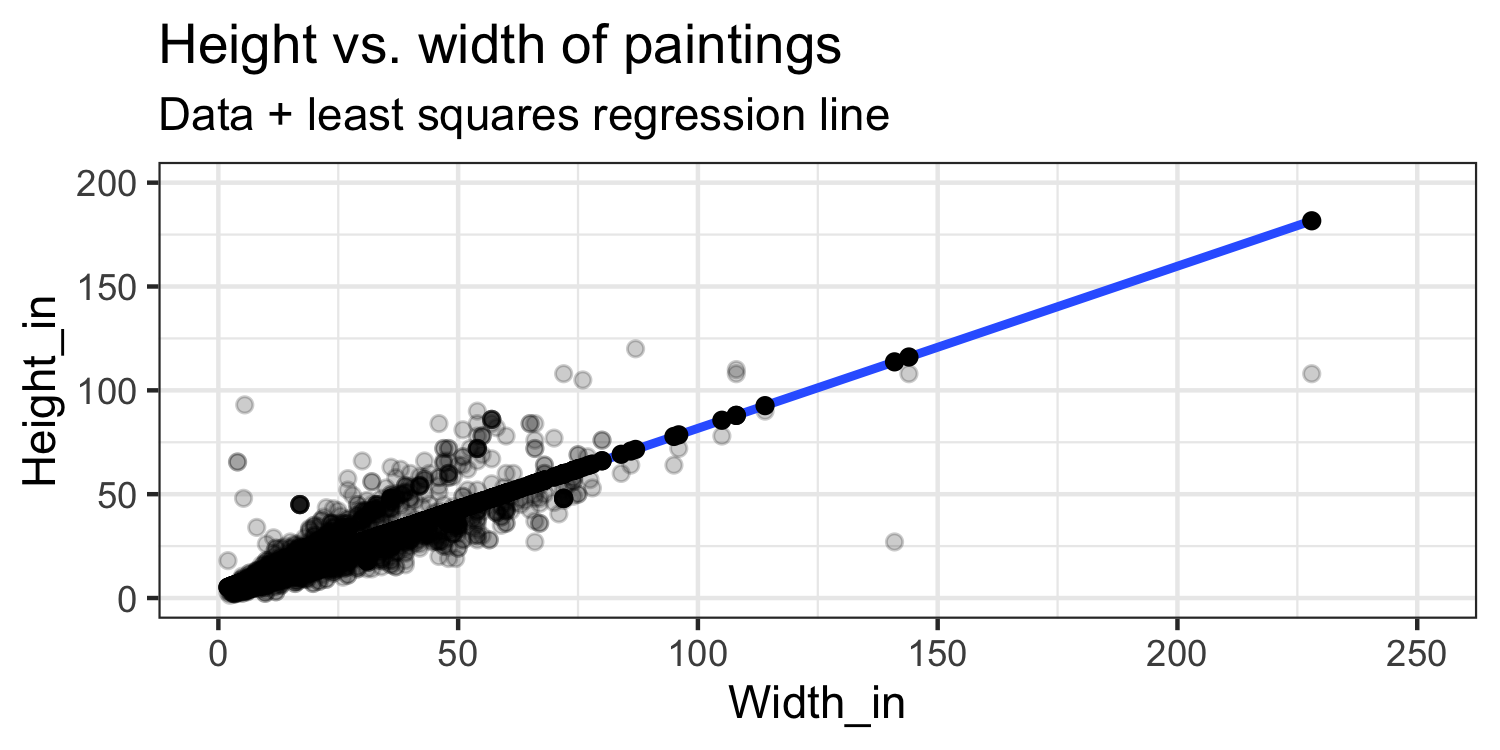 Height vs. width of paintings
Data + least squares regression line
200
150
100
50
0
Height_in
0 50 100 150 200 250
Width_in